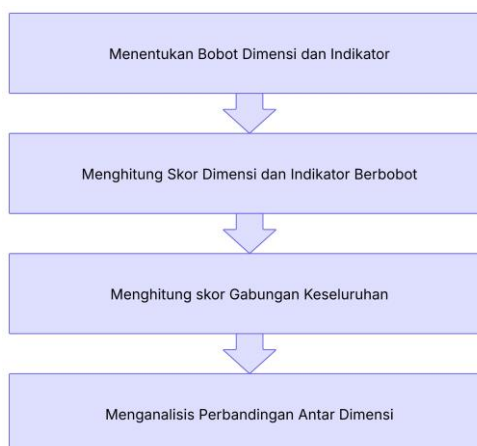 Menentukan Bobot Dimensi dan Indikator
Menghitung Skor Dimensi dan Indikator Berbobot
Menghitung skor Gabungan Keseluruhan
Menganalisis Perbandingan Antar Dimensi